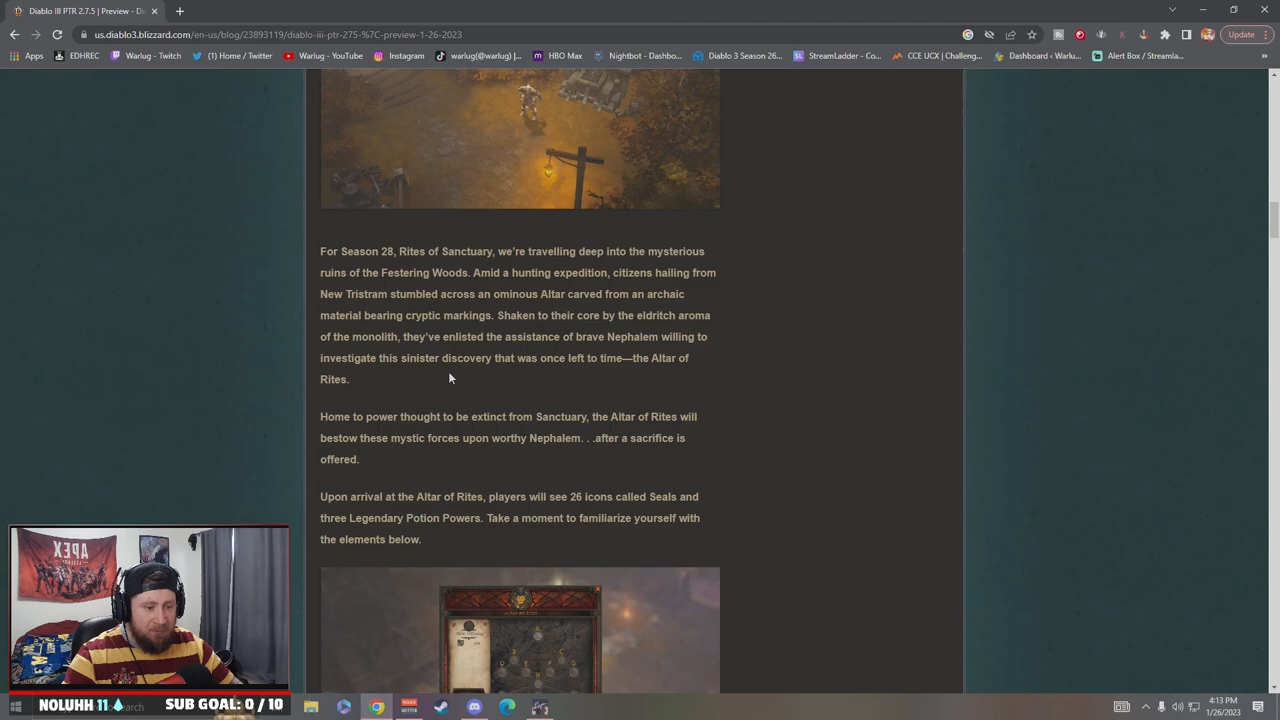 Diablo III PTR 2.7.5 | Preview - D
us.diablo3.blizzard.com/en-us/blog/23893119/diablo-iii-ptr-275-%7C-preview-1-26-2023
Update
Apps
EDHREC
Warlug - Twitch
(1) Home / Twitter
Warlug - YouTube
Instagram
warlug(@warlug) |...
HBO Max
Nightbot - Dashbo...
Diablo 3 Season 26...
StreamLadder - Co...
CCE UCX | Challeng...
Dashboard ‹ Warlu...
Alert Box / Streamla...
»
For Season 28, Rites of Sanctuary, we’re travelling deep into the mysterious
ruins of the Festering Woods. Amid a hunting expedition, citizens hailing from
New Tristram stumbled across an ominous Altar carved from an archaic
material bearing cryptic markings. Shaken to their core by the eldritch aroma
of the monolith, they’ve enlisted the assistance of brave Nephalem willing to
investigate this sinister discovery that was once left to time—the Altar of
Rites.
Home to power thought to be extinct from Sanctuary, the Altar of Rites will
bestow these mystic forces upon worthy Nephalem. . .after a sacrifice is
offered.
Upon arrival at the Altar of Rites, players will see 26 icons called Seals and
three Legendary Potion Powers. Take a moment to familiarize yourself with
the elements below.
ALTAR OF RITES
APEX
NOLUHH 11
SUB GOAL: 0 / 10
4:13 PM
1/26/2023